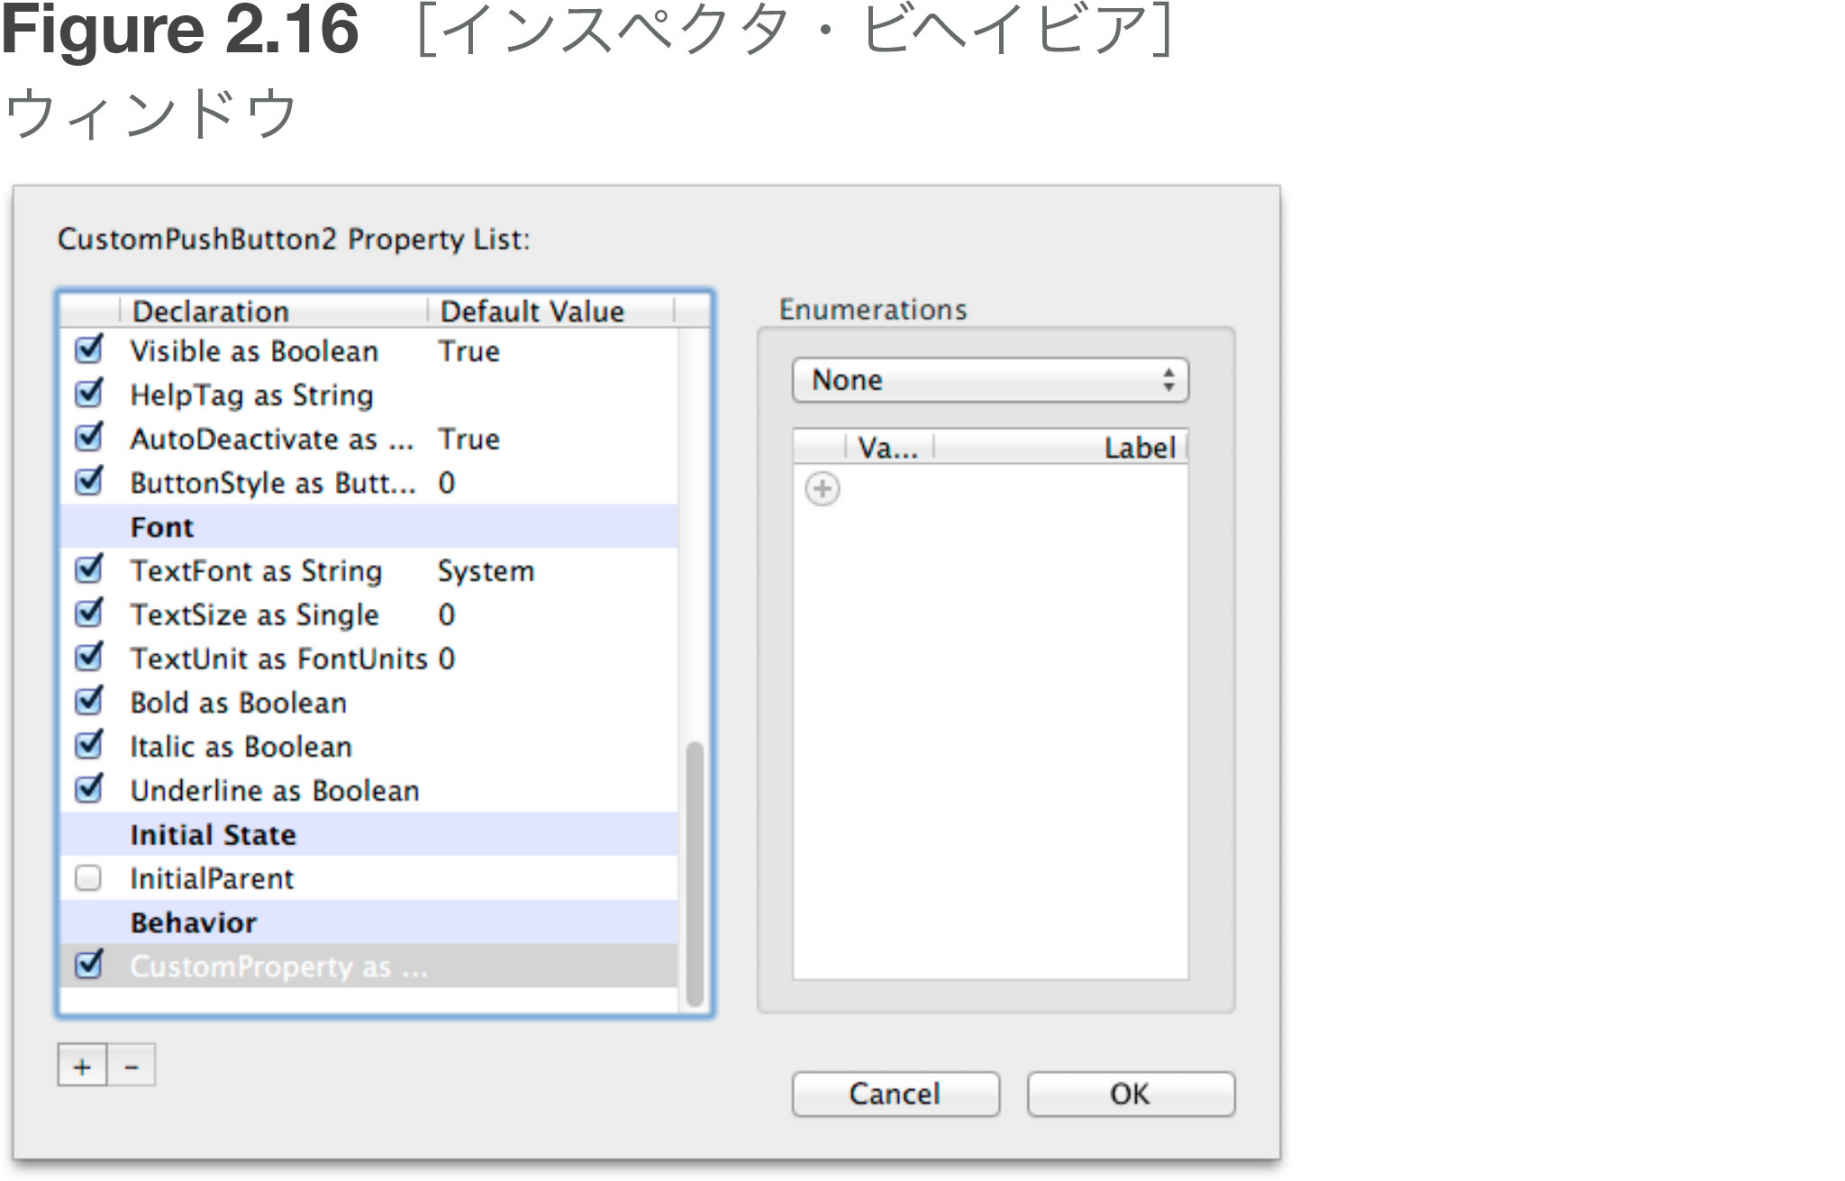 Figure 2.16 ［インスペクタ・ビヘイビア］
ウィンドウ
CustomPushButton2 Property List:
Declaration Default Value
Visible as Boolean True
HelpTag as String
AutoDeactivate as ... True
ButtonStyle as Butt... 0
Font
TextFont as String System
TextSize as Single 0
TextUnit as FontUnits 0
Bold as Boolean
Italic as Boolean
Underline as Boolean
Initial State
InitialParent
Behavior
CustomProperty as ...
+ -
Enumerations
None
Va... Label
Cancel OK